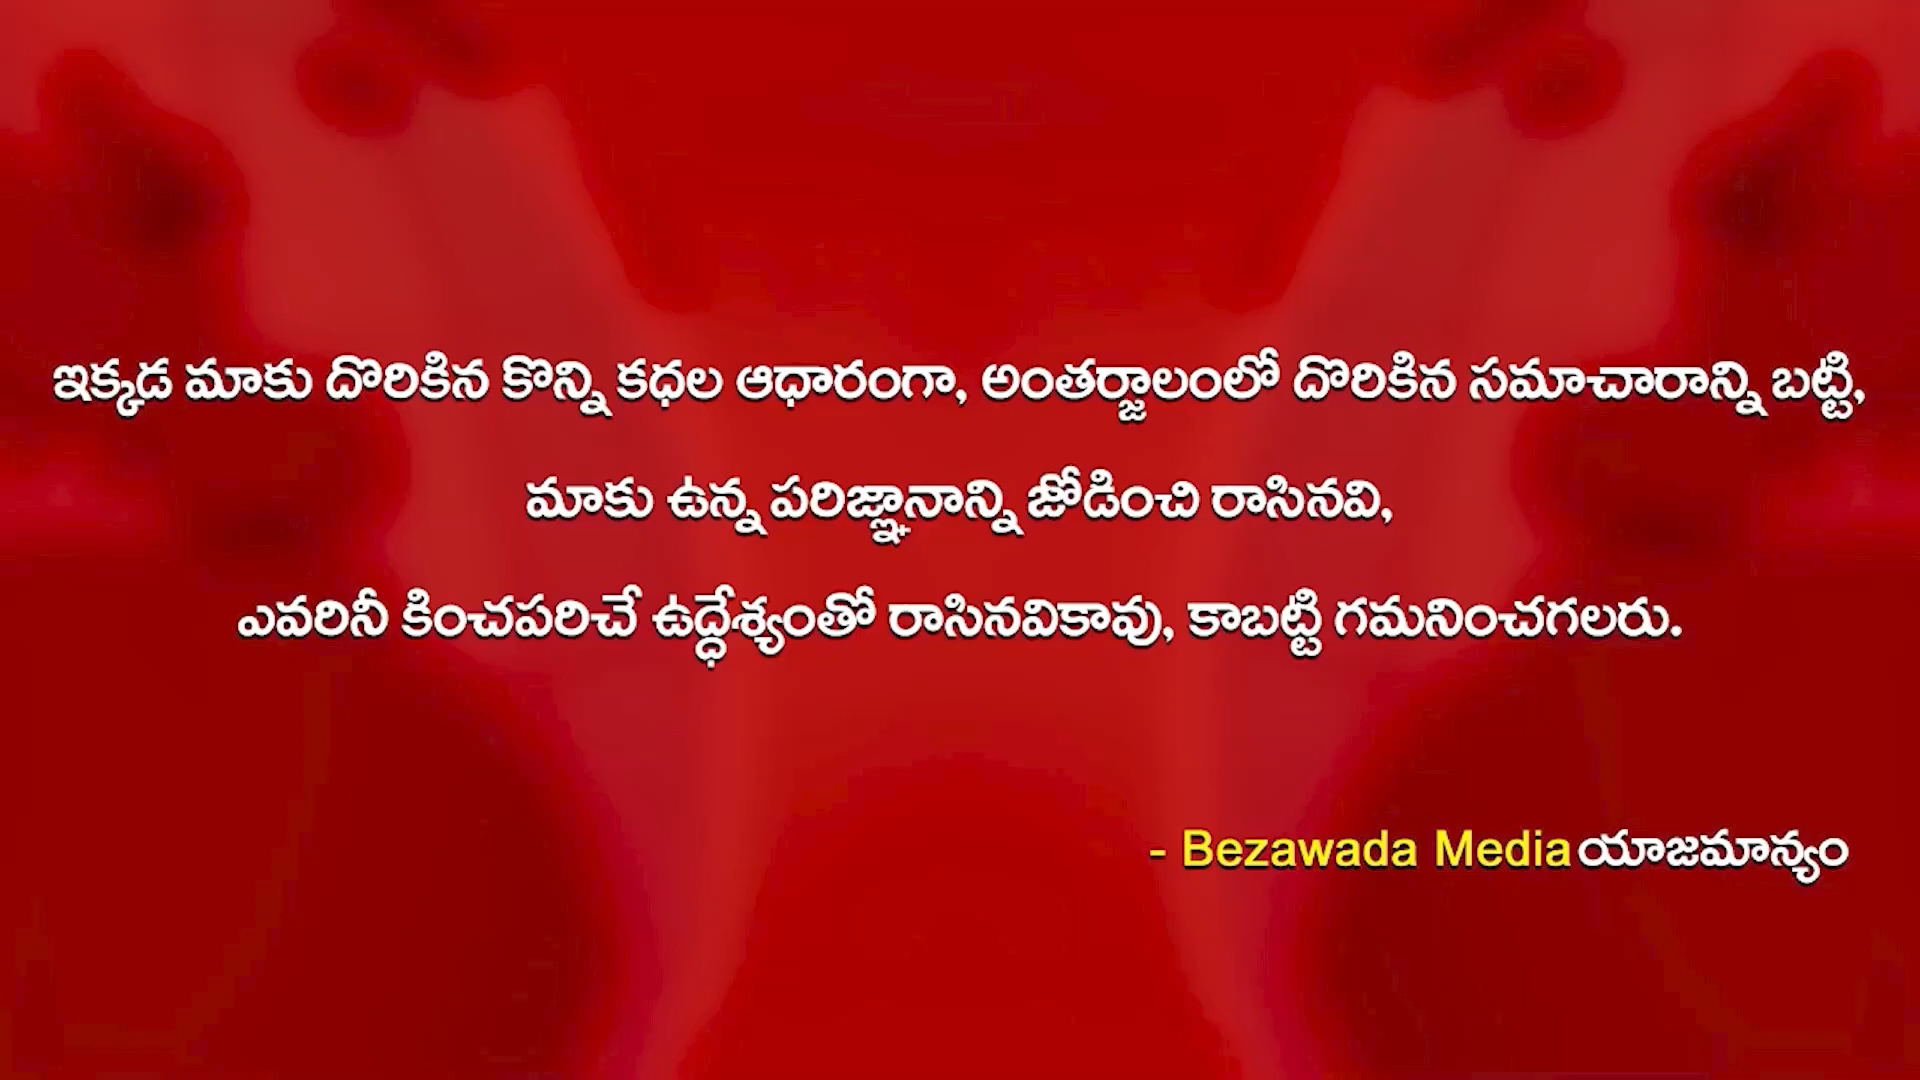 ఇక్కడ మాకు దొరికిన కొన్ని కధల ఆధారంగా, అంతర్జాలంలో దొరికిన సమాచారాన్ని బట్టి,
మాకు ఉన్న పరిజ్ఞానాన్ని జోడించి రాసినవి,
ఎవరినీ కించపరిచే ఉద్ధేశ్యంతో రాసినవికావు, కాబట్టి గమనించగలరు.
- Bezawada Media యాజమాన్యం